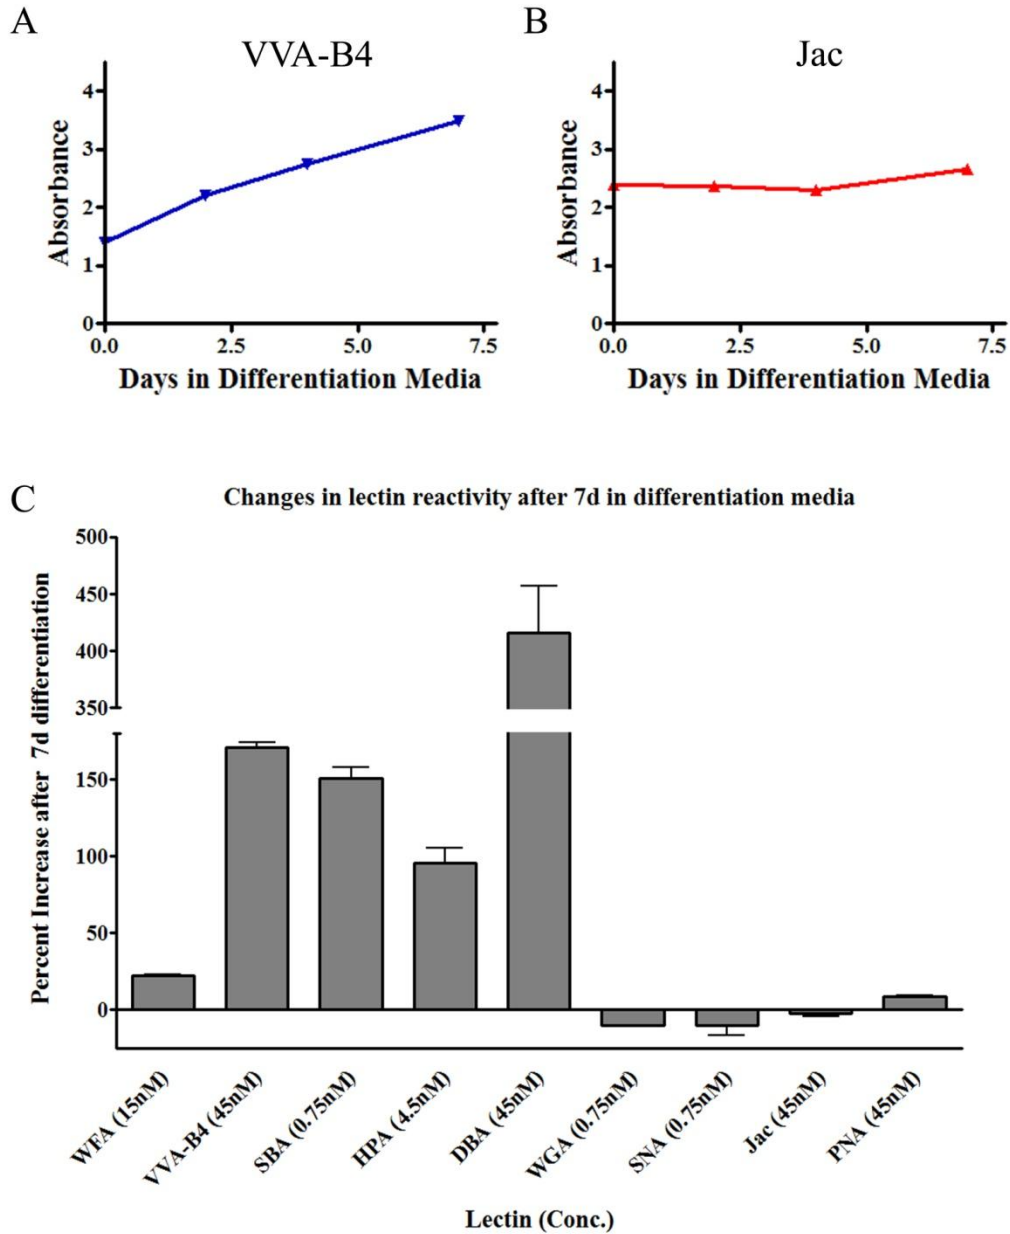 A
VVA-B4
Absorbance
4
3
2
1
0
0.0 2.5 5.0 7.5
Days in Differentiation Media
B
Jac
Absorbance
4
3
2
1
0
0.0 2.5 5.0 7.5
Days in Differentiation Media
C
Changes in lectin reactivity after 7d in differentiation media
Percent Increase after 7d differentiation
500
450
400
350
150
100
50
0
WFA (15nM)
VVA-B4 (45nM)
SBA (0.75nM)
HPA (4.5nM)
DBA (45nM)
WGA (0.75nM)
SNA (0.75nM)
Jac (45nM)
PNA (45nM)
Lectin (Conc.)